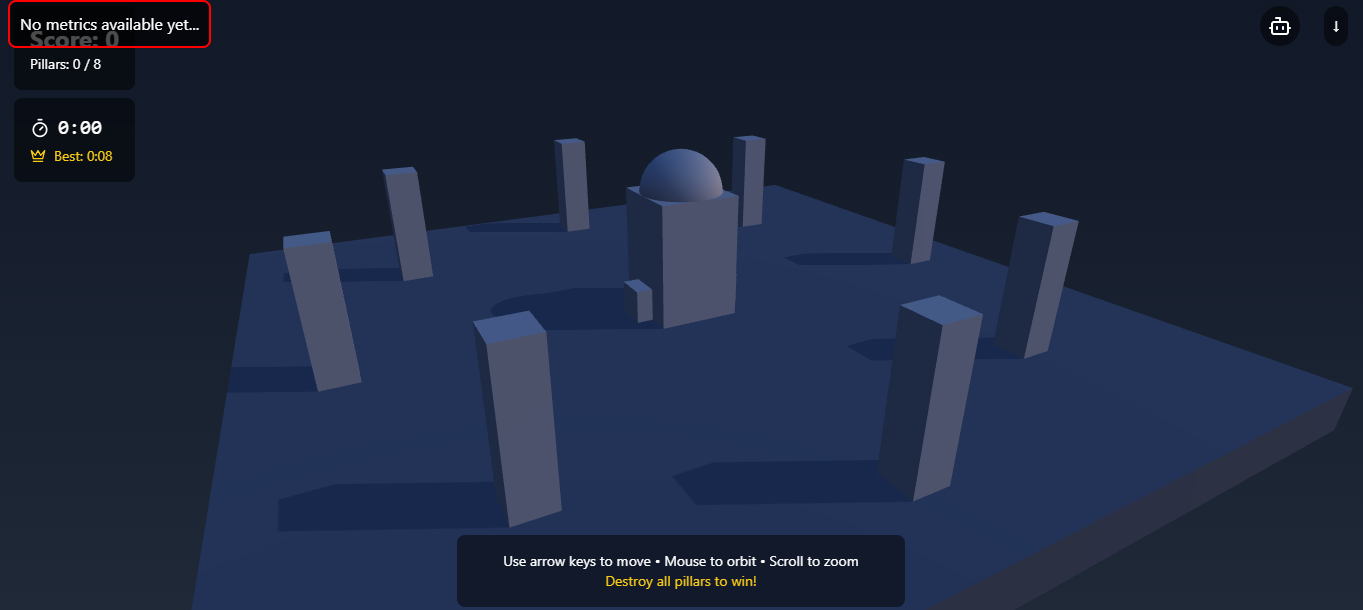 No metrics available yet...
Score: 0
Pillars: 0 / 8
0:00
Best: 0:08
↓
Use arrow keys to move • Mouse to orbit • Scroll to zoom
Destroy all pillars to win!